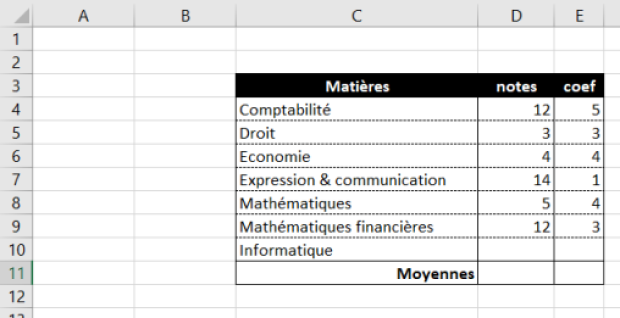 A B C D E
1
2
3 Matières notes coef
4 Comptabilité 12 5
5 Droit 3 3
6 Economie 4 4
7 Expression & communication 14 1
8 Mathématiques 5 4
9 Mathématiques financières 12 3
10 Informatique
11 Moyennes
12